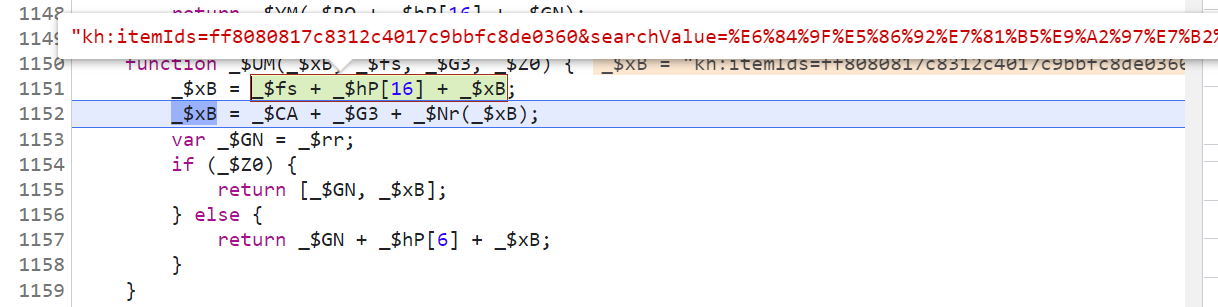 1148 return _$YM(_$RQ + _$hP[16] + _$GN);
1149 "kh:itemIds=ff8080817c8312c4017c9bbfc8de0360&searchValue=%E6%84%9F%E5%86%92%E7%81%B5%E9%A2%97%E7%B2%
1150 function _$UM(_$xB, _$fs, _$G3, _$Z0) { _$xB = "kh:itemIds=ff8080817c8312c4017c9bbfc8de0360
1151 _$xB = _$fs + _$hP[16] + _$xB;
1152 _$xB = _$CA + _$G3 + _$Nr(_$xB);
1153 var _$GN = _$rr;
1154 if (_$Z0) {
1155 return [_$GN, _$xB];
1156 } else {
1157 return _$GN + _$hP[6] + _$xB;
1158 }
1159 }